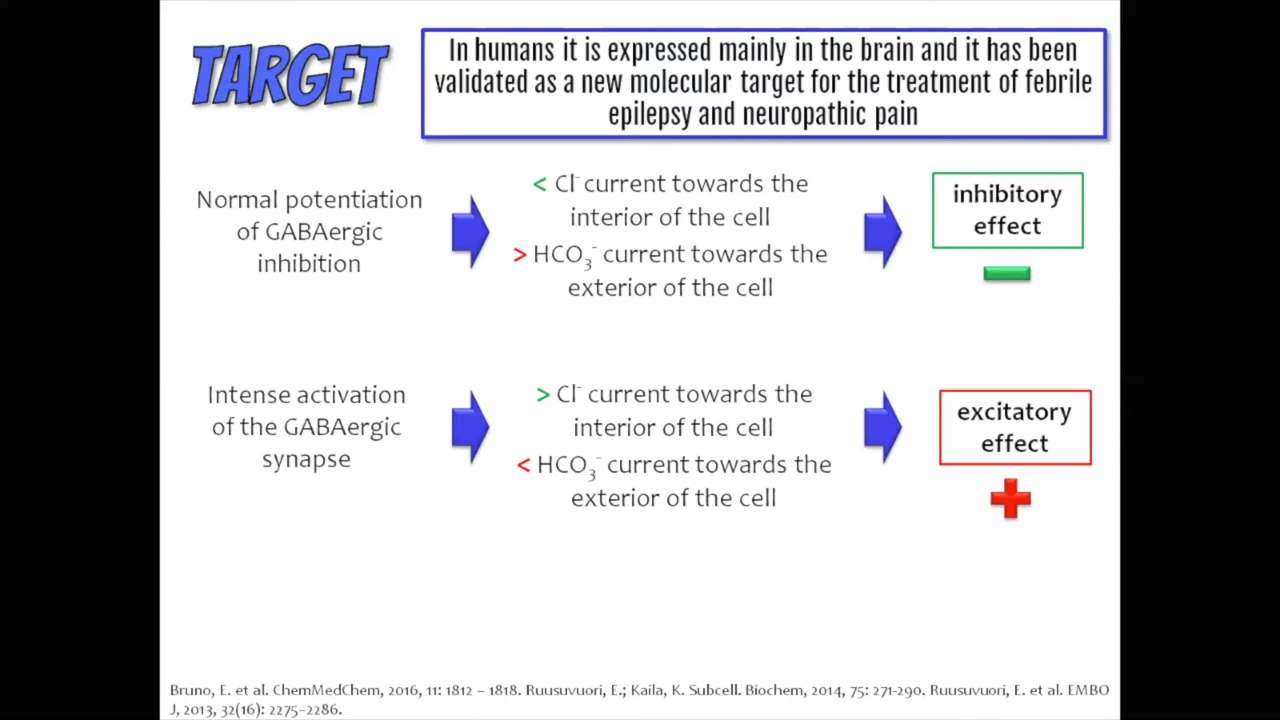 TARGET
In humans it is expressed mainly in the brain and it has been
validated as a new molecular target for the treatment of febrile
epilepsy and neuropathic pain
Normal potentiation
of GABAergic
inhibition
< Cl⁻ current towards the
interior of the cell
> HCO₃⁻ current towards the
exterior of the cell
inhibitory
effect
Intense activation
of the GABAergic
synapse
> Cl⁻ current towards the
interior of the cell
< HCO₃⁻ current towards the
exterior of the cell
excitatory
effect
Bruno, E. et al. ChemMedChem, 2016, 11: 1812 – 1818. Ruusuvuori, E.; Kaila, K. Subcell. Biochem, 2014, 75: 271-290. Ruusuvuori, E. et al. EMBO
J, 2013, 32(16): 2275–2286.